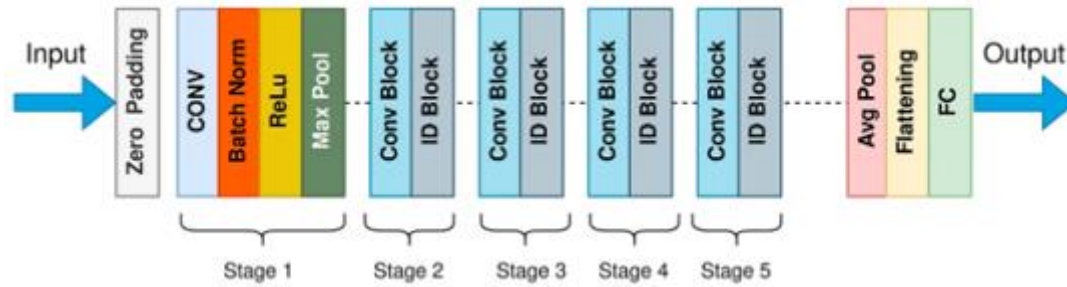 Input
Zero Padding
CONV
Batch Norm
ReLu
Max Pool
Conv Block
ID Block
Conv Block
ID Block
Conv Block
ID Block
Conv Block
ID Block
Avg Pool
Flattening
FC
Output
Stage 1
Stage 2
Stage 3
Stage 4
Stage 5